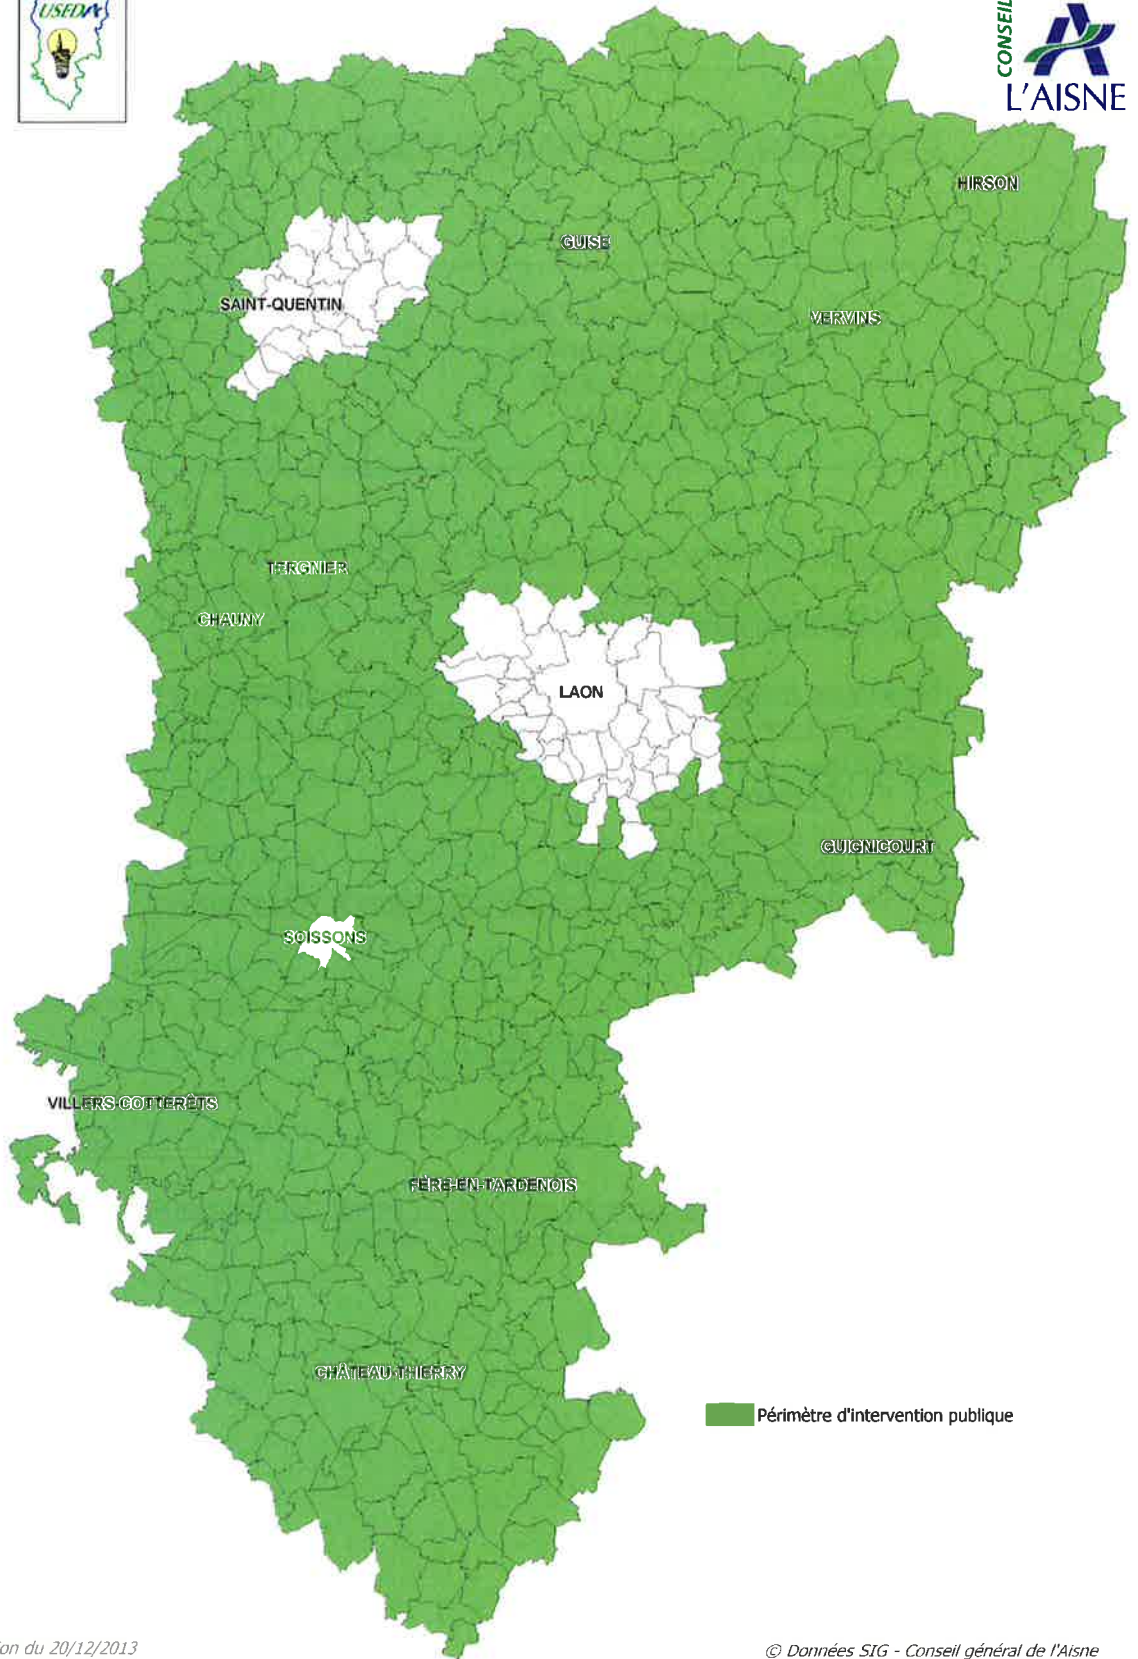 USEDA
CONSEIL
L'AISNE
HIRSON
GUISE
SAINT-QUENTIN
VERVINS
TERGNIER
CHAUNY
LAON
GUIGNICOURT
SOISSONS
VILLERS-COTTERÊTS
FÈRE-EN-TARDENOIS
CHÂTEAU-THIERRY
Périmètre d'intervention publique
on du 20/12/2013
© Données SIG - Conseil général de l'Aisne